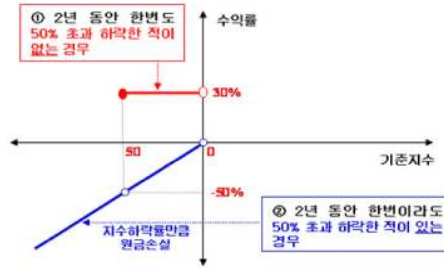 ① 2년 동안 한번도
50% 초과 하락한 적이
없는 경우
수익률
30%
50
0
기준지수
-50%
지수하락률만큼
원금손실
② 2년 동안 한번이라도
50% 초과 하락한 적이 있는
경우